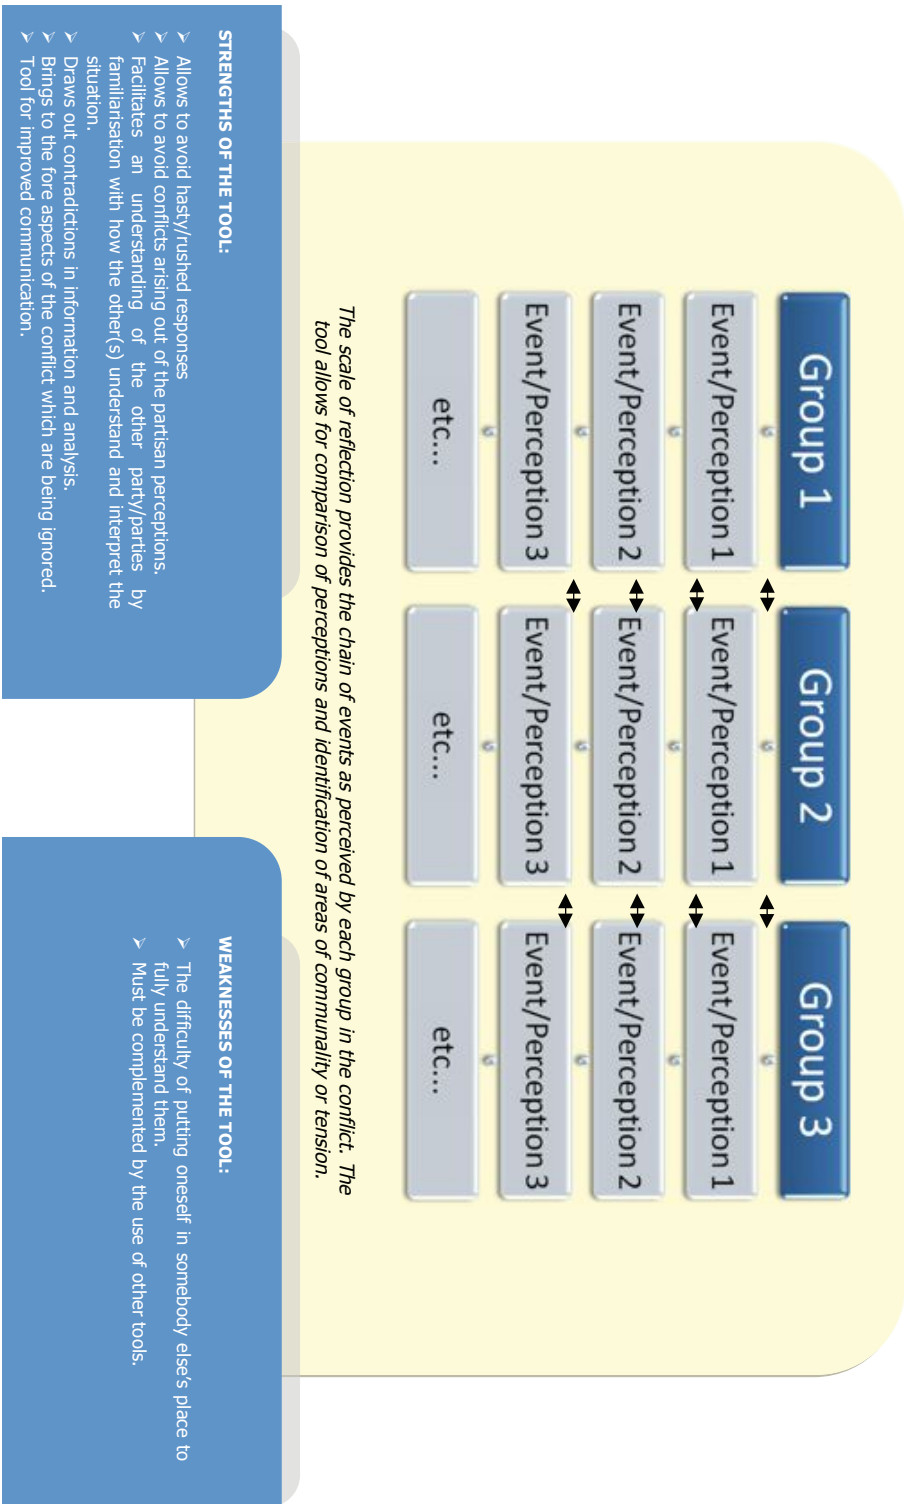 Group 1
Group 2
Group 3
Event/Perception 1
Event/Perception 1
Event/Perception 1
Event/Perception 2
Event/Perception 2
Event/Perception 2
Event/Perception 3
Event/Perception 3
Event/Perception 3
etc...
etc...
etc...
The scale of reflection provides the chain of events as perceived by each group in the conflict. The
tool allows for comparison of perceptions and identification of areas of communality or tension.
STRENGTHS OF THE TOOL:
➢ Allows to avoid hasty/rushed responses
➢ Allows to avoid conflicts arising out of the partisan perceptions.
➢ Facilitates an understanding of the other party/parties by
familiarisation with how the other(s) understand and interpret the
situation.
➢ Draws out contradictions in information and analysis.
➢ Brings to the fore aspects of the conflict which are being ignored.
➢ Tool for improved communication.
WEAKNESSES OF THE TOOL:
➢ The difficulty of putting oneself in somebody else's place to
fully understand them.
➢ Must be complemented by the use of other tools.